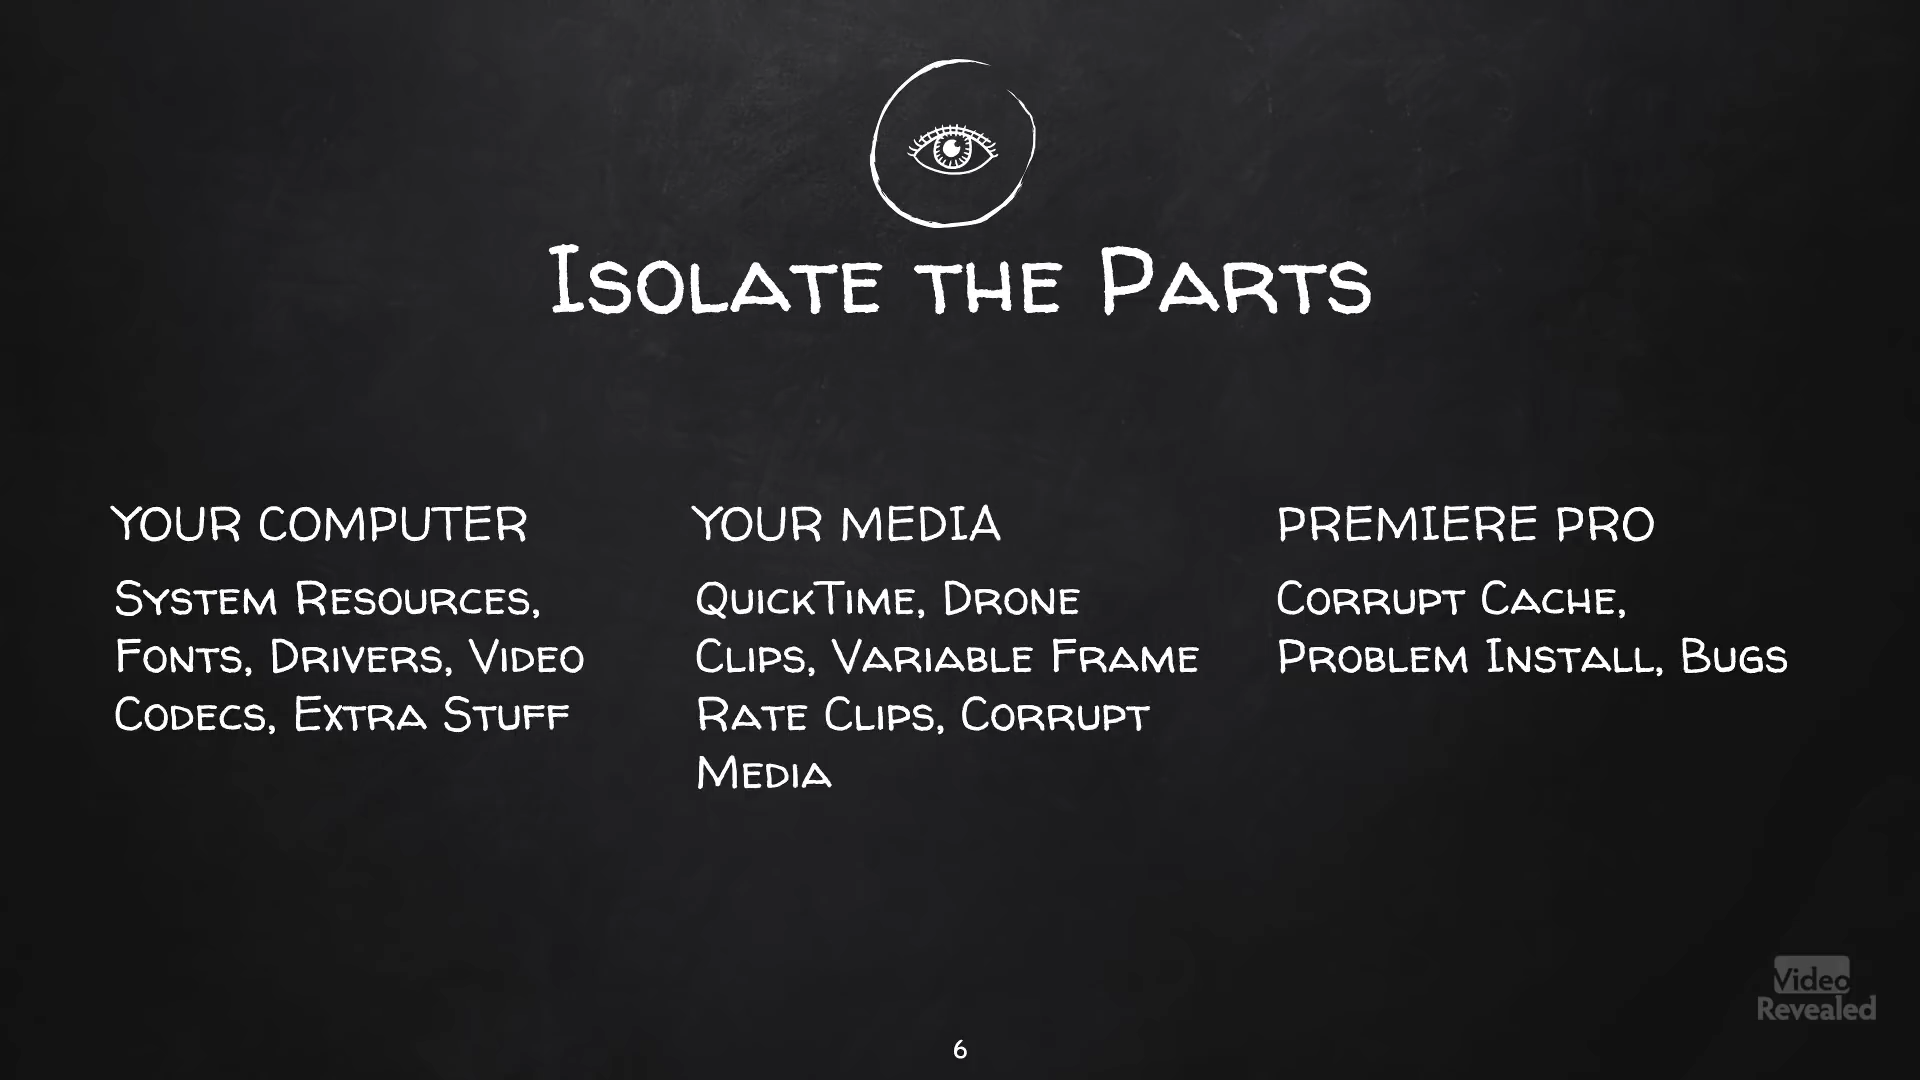 Isolate the Parts
YOUR COMPUTER
System Resources,
Fonts, Drivers, Video
Codecs, Extra Stuff
YOUR MEDIA
QuickTime, Drone
Clips, Variable Frame
Rate Clips, Corrupt
Media
PREMIERE PRO
Corrupt Cache,
Problem Install, Bugs
Video
Revealed
6